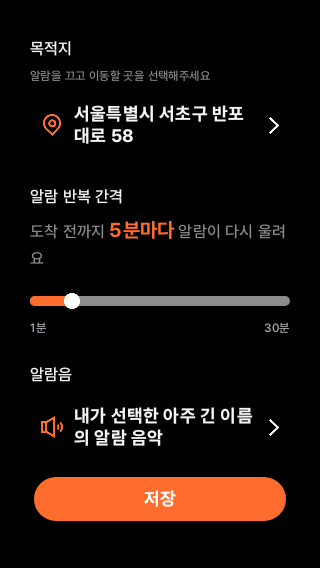 목적지
알람을 끄고 이동할 곳을 선택해주세요
서울특별시 서초구 반포
대로 58
알람 반복 간격
도착 전까지 5분마다 알람이 다시 울려
요
1분 30분
알람음
내가 선택한 아주 긴 이름
의 알람 음악
저장